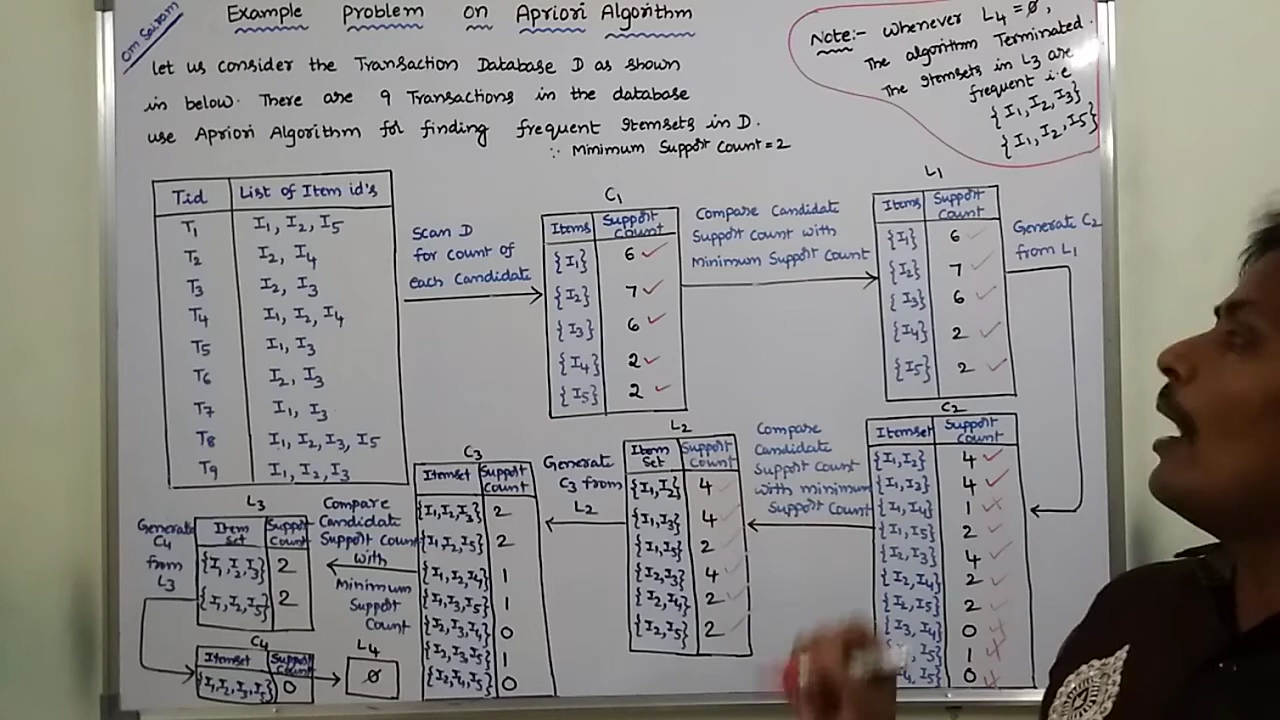 Om Sairam
Example Problem on Apriori Algorithm
Let us consider the Transaction Database D as shown
in below. There are 9 Transactions in the database
use Apriori Algorithm for finding frequent Itemsets in D.
∴ Minimum Support Count = 2
Note:- Whenever L4 = Ø,
The algorithm Terminated.
The Itemsets in L3 are
frequent i.e
{I1, I2, I3}
{I1, I2, I5}
Tid List of Item id's
T1 I1, I2, I5
T2 I2, I4
T3 I2, I3
T4 I1, I2, I4
T5 I1, I3
T6 I2, I3
T7 I1, I3
T8 I1, I2, I3, I5
T9 I1, I2, I3
Scan D
for count of
each Candidate
C1
Items Support Count
{I1} 6 ✓
{I2} 7 ✓
{I3} 6 ✓
{I4} 2 ✓
{I5} 2 ✓
Compare Candidate
Support Count with
Minimum Support Count
L1
Items Support Count
{I1} 6 ✓
{I2} 7 ✓
{I3} 6 ✓
{I4} 2 ✓
{I5} 2 ✓
Generate C2
from L1
C2
Itemset Support Count
{I1, I2} 4 ✓
{I1, I3} 4 ✓
{I1, I4} 1 ✗
{I1, I5} 2 ✓
{I2, I3} 4 ✓
{I2, I4} 2 ✓
{I2, I5} 2 ✓
{I3, I4} 0 ✗
, I5} 1 ✗
I5} 0 ✗
Compare
Candidate
Support Count
with minimum
Support Count
L2
Item Set Support Count
{I1, I2} 4 ✓
{I1, I3} 4 ✓
{I1, I5} 2 ✓
{I2, I3} 4 ✓
{I2, I4} 2 ✓
{I2, I5} 2 ✓
Generate
C3 from
L2
C3
Itemset Support Count
{I1, I2, I3} 2
{I1, I2, I5} 2
{I1, I2, I4} 1
{I1, I3, I5} 1
{I2, I3, I4} 0
{I2, I3, I5} 1
{I2, I4, I5} 0
Compare
Candidate
Support Count
with
Minimum
Support
Count
L3
Item Set Support Count
{I1, I2, I3} 2
{I1, I2, I5} 2
Generate
C4
from
L3
C4
Itemset Support Count
{I1, I2, I3, I5} 0
L4
Ø